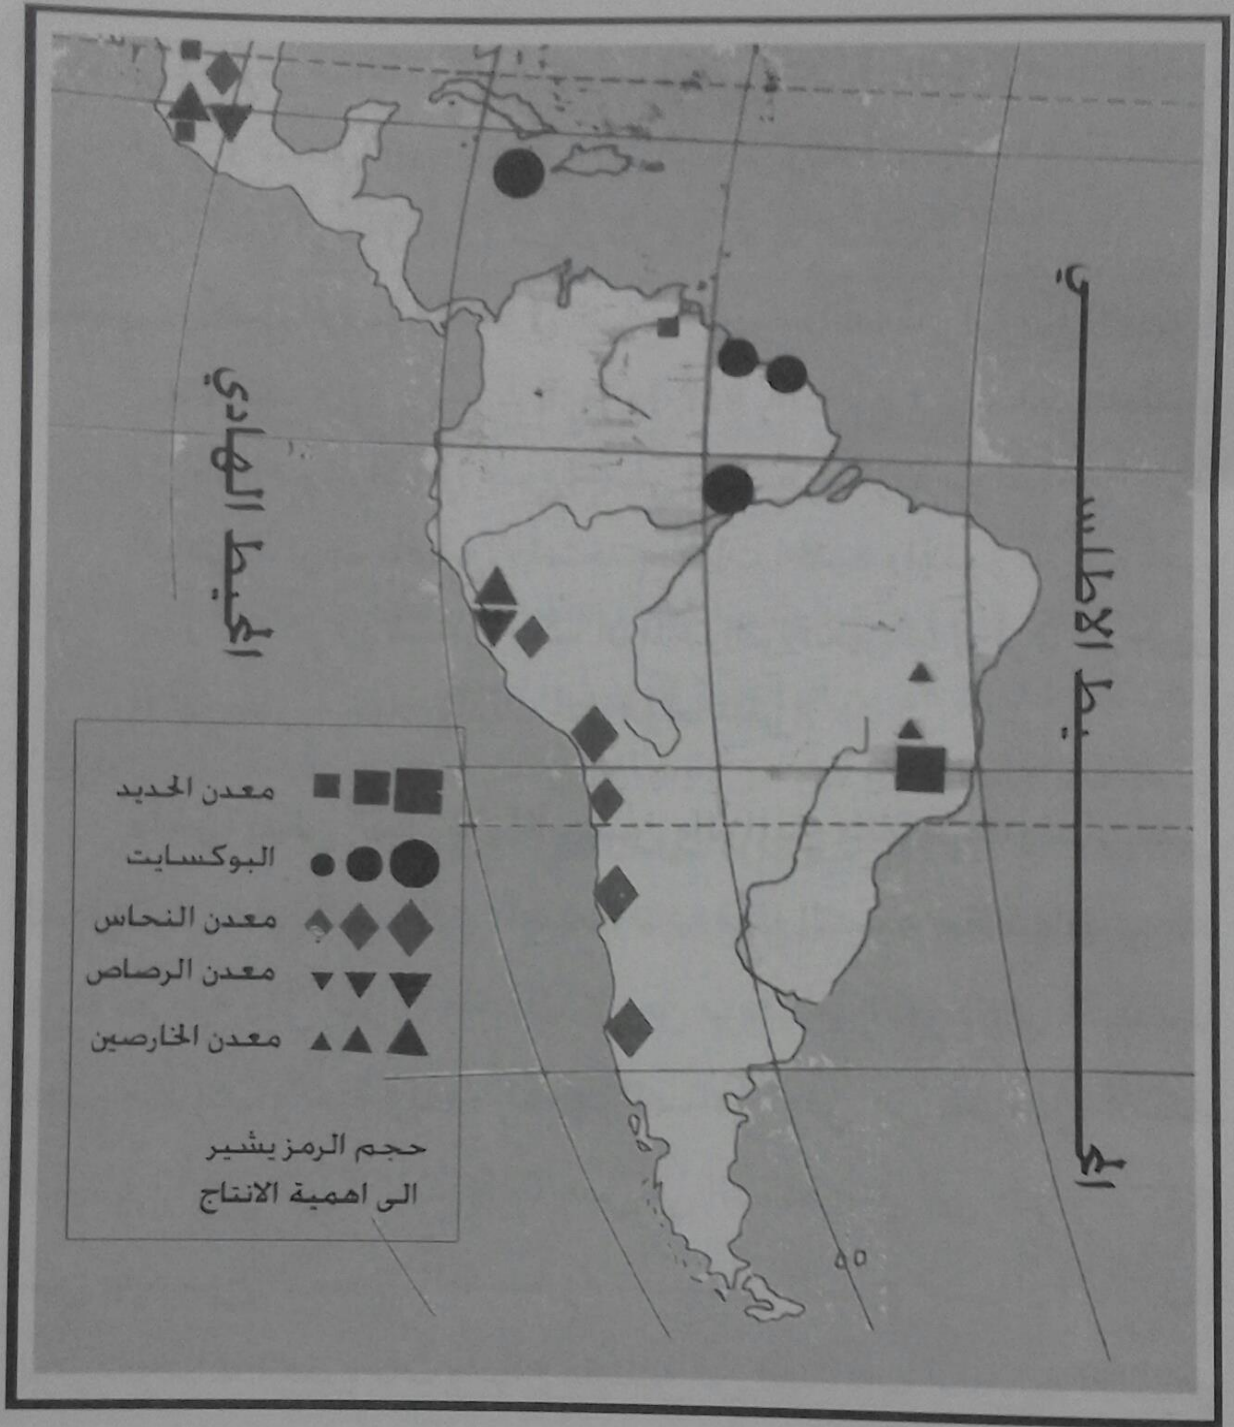 المحيط الاطلسي
المحيط الهادي
معدن الحديد
البوكسايت
معدن النحاس
معدن الرصاص
معدن الخارصين
حجم الرمز يشير
الى اهمية الانتاج